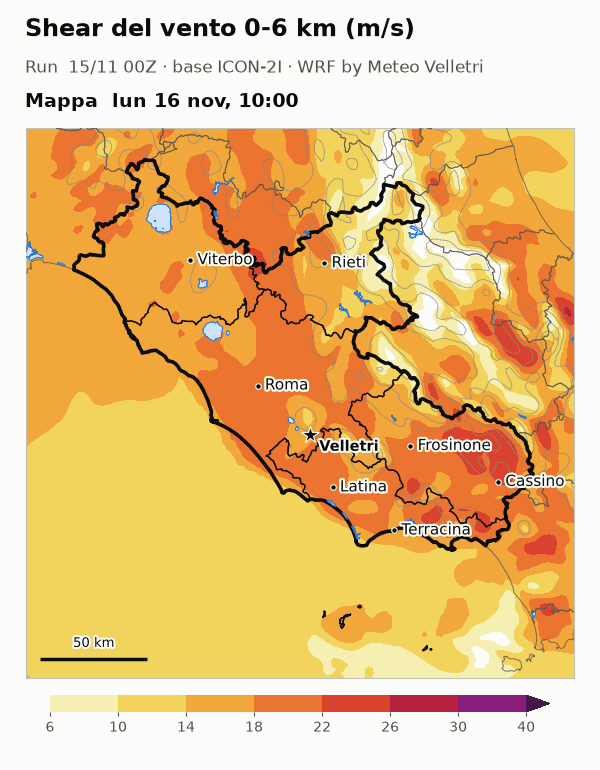 Shear del vento 0-6 km (m/s)
Run  15/11 00Z · base ICON-2I · WRF by Meteo Velletri
Mappa  lun 16 nov, 10:00
Viterbo
Rieti
Roma
Velletri
Frosinone
Latina
Cassino
Terracina
50 km
6 10 14 18 22 26 30 40